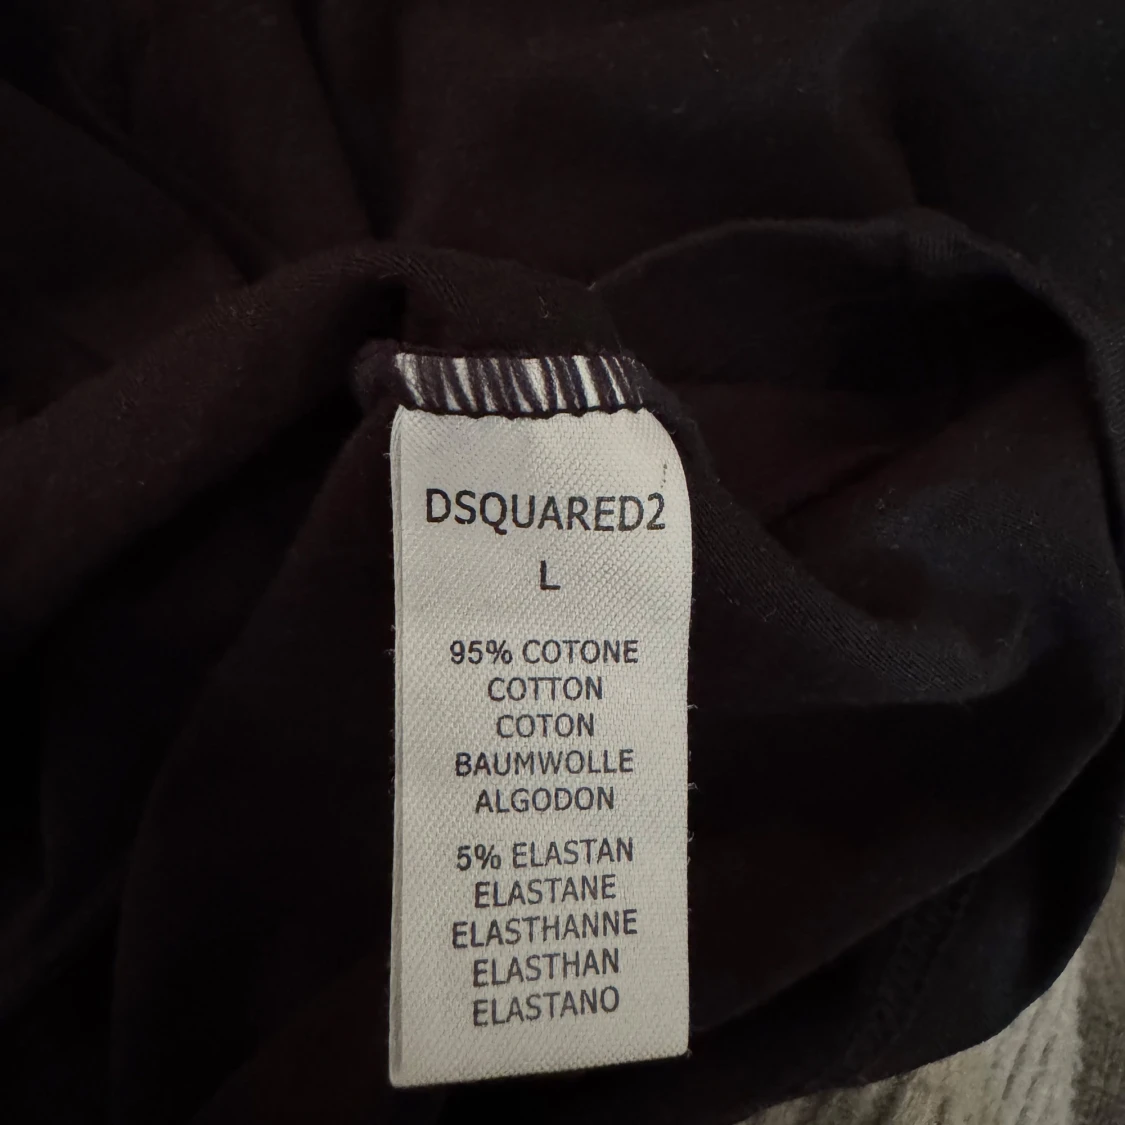 DSQUARED2
L
95% COTONE
COTTON
COTON
BAUMWOLLE
ALGODON
5% ELASTAN
ELASTANE
ELASTHANNE
ELASTHAN
ELASTANO